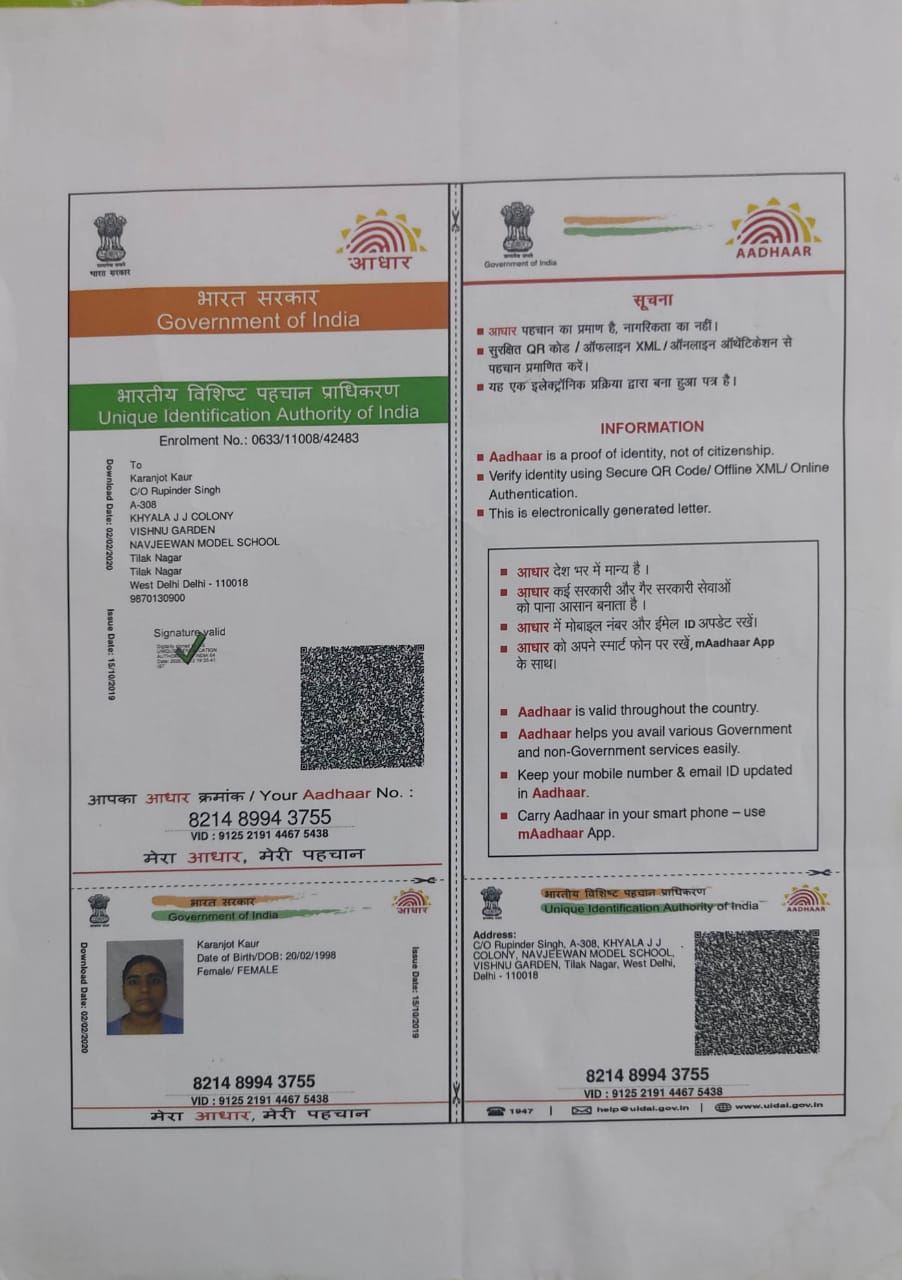 भारत सरकार
आधार
भारत सरकार
Government of India
भारतीय विशिष्ट पहचान प्राधिकरण
Unique Identification Authority of India
Enrolment No.: 0633/11008/42483
Download Date: 02/02/2020
Issue Date: 15/10/2019
To
Karanjot Kaur
C/O Rupinder Singh
A-308
KHYALA J J COLONY
VISHNU GARDEN
NAVJEEWAN MODEL SCHOOL
Tilak Nagar
Tilak Nagar
West Delhi Delhi - 110018
9870130900
Signature valid
आपका आधार क्रमांक / Your Aadhaar No. :
8214 8994 3755
VID : 9125 2191 4467 5438
मेरा आधार, मेरी पहचान
Government of India
AADHAAR
सूचना
■ आधार पहचान का प्रमाण है, नागरिकता का नहीं।
■ सुरक्षित QR कोड / ऑफलाइन XML / ऑनलाइन ऑथेंटिकेशन से
पहचान प्रमाणित करें।
■ यह एक इलेक्ट्रॉनिक प्रक्रिया द्वारा बना हुआ पत्र है।
INFORMATION
■ Aadhaar is a proof of identity, not of citizenship.
■ Verify identity using Secure QR Code/ Offline XML/ Online
Authentication.
■ This is electronically generated letter.
■ आधार देश भर में मान्य है ।
■ आधार कई सरकारी और गैर सरकारी सेवाओं
को पाना आसान बनाता है ।
■ आधार में मोबाइल नंबर और ईमेल ID अपडेट रखें।
■ आधार को अपने स्मार्ट फोन पर रखें, mAadhaar App
के साथ।
■ Aadhaar is valid throughout the country.
■ Aadhaar helps you avail various Government
and non-Government services easily.
■ Keep your mobile number & email ID updated
in Aadhaar.
■ Carry Aadhaar in your smart phone – use
mAadhaar App.
भारत सरकार
Government of India
आधार
Download Date: 02/02/2020
Karanjot Kaur
Date of Birth/DOB: 20/02/1998
Female/ FEMALE
Issue Date: 15/10/2019
8214 8994 3755
VID : 9125 2191 4467 5438
मेरा आधार, मेरी पहचान
भारतीय विशिष्ट पहचान प्राधिकरण
Unique Identification Authority of India
AADHAAR
Address:
C/O Rupinder Singh, A-308, KHYALA J J
COLONY, NAVJEEWAN MODEL SCHOOL,
VISHNU GARDEN, Tilak Nagar, West Delhi,
Delhi - 110018
8214 8994 3755
VID : 9125 2191 4467 5438
1947 | help@uidai.gov.in | www.uidai.gov.in